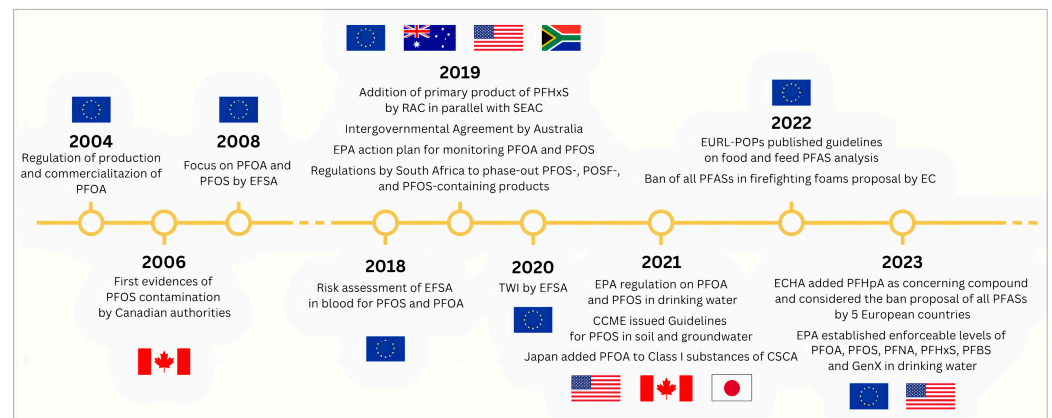 2004
Regulation of production
and commercialitazion of
PFOA
2006
First evidences of
PFOS contamination
by Canadian authorities
2008
Focus on PFOA and
PFOS by EFSA
2018
Risk assessment of EFSA
in blood for PFOS and PFOA
2019
Addition of primary product of PFHxS
by RAC in parallel with SEAC
Intergovernmental Agreement by Australia
EPA action plan for monitoring PFOA and PFOS
Regulations by South Africa to phase-out PFOS-, POSF-,
and PFOS-containing products
2020
TWI by EFSA
2021
EPA regulation on PFOA
and PFOS in drinking water
CCME issued Guidelines
for PFOS in soil and groundwater
Japan added PFOA to Class I substances of CSCA
2022
EURL-POPs published guidelines
on food and feed PFAS analysis
Ban of all PFASs in firefighting foams proposal by EC
2023
ECHA added PFHpA as concerning compound
and considered the ban proposal of all PFASs
by 5 European countries
EPA established enforceable levels of
PFOA, PFOS, PFNA, PFHxS, PFBS
and GenX in drinking water